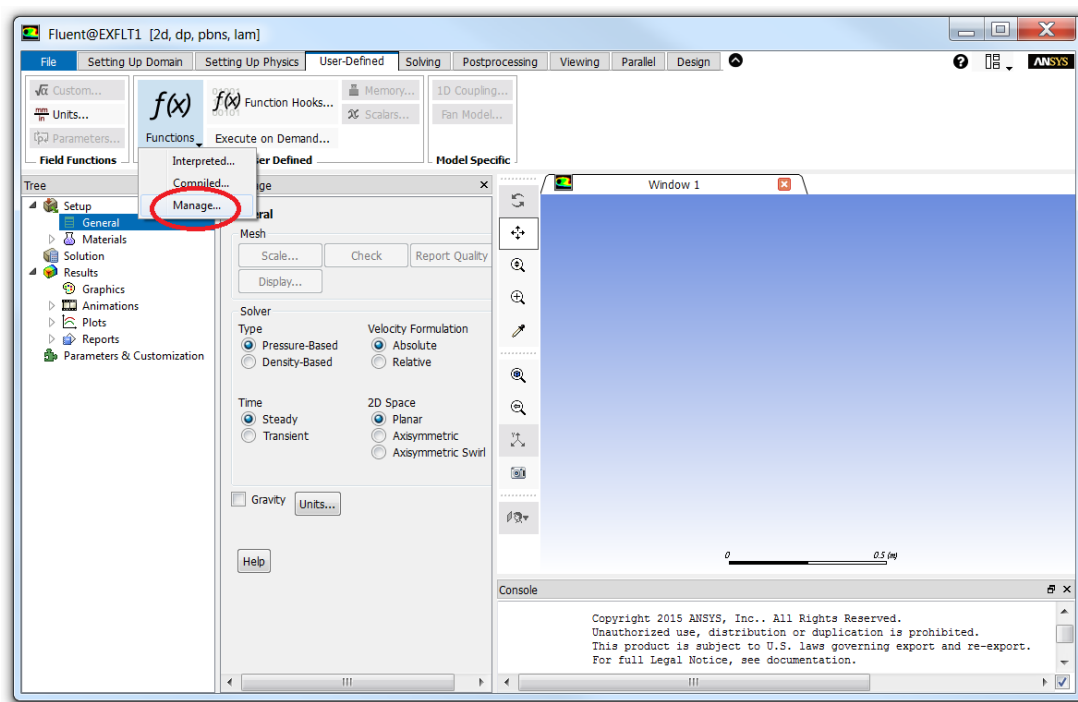 Fluent@EXFLT1 [2d, dp, pbns, lam]
File Setting Up Domain Setting Up Physics User-Defined Solving Postprocessing Viewing Parallel Design ANSYS
Custom...
Units...
Parameters...
Field Functions
f(x)
Functions
f(x) Function Hooks...
Execute on Demand...
Memory...
Scalars...
er Defined
1D Coupling...
Fan Model...
Model Specific
Interpreted...
Compiled...
Manage...
Tree
Setup
General
Materials
Solution
Results
Graphics
Animations
Plots
Reports
Parameters & Customization
ge
ral
Mesh
Scale... Check Report Quality
Display...
Solver
Type Velocity Formulation
Pressure-Based Absolute
Density-Based Relative
Time 2D Space
Steady Planar
Transient Axisymmetric
Axisymmetric Swirl
Gravity Units...
Help
Window 1
0 0.5 (m)
Console
Copyright 2015 ANSYS, Inc.. All Rights Reserved.
Unauthorized use, distribution or duplication is prohibited.
This product is subject to U.S. laws governing export and re-export.
For full Legal Notice, see documentation.